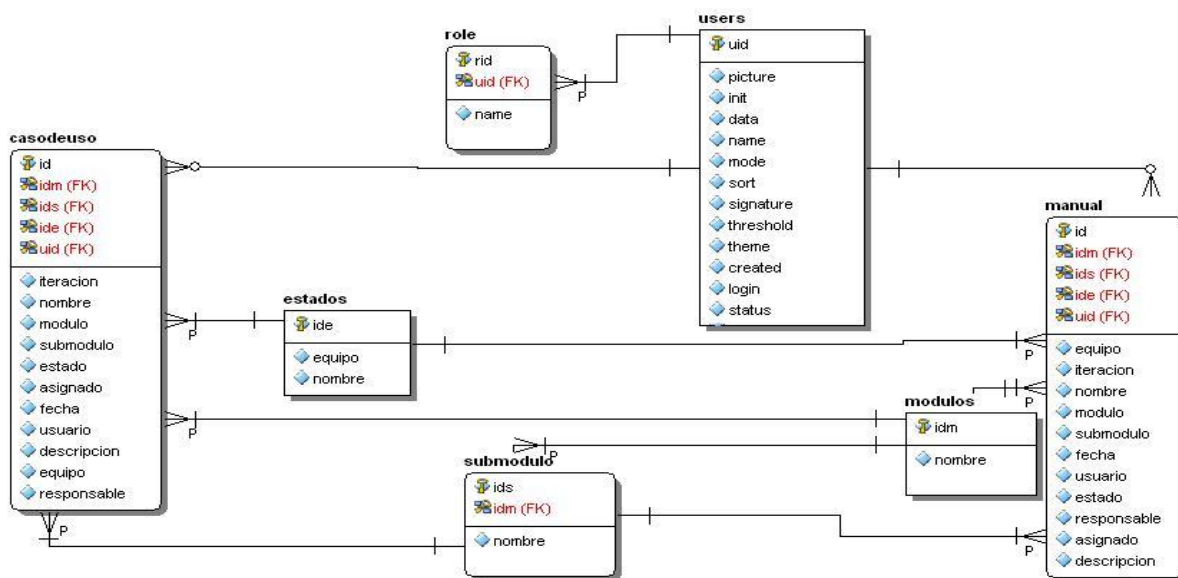 users
uid
picture
init
data
name
mode
sort
signature
threshold
theme
created
login
status
role
rid
uid (FK)
name
P
casodeuso
id
idm (FK)
ids (FK)
ide (FK)
uid (FK)
iteracion
nombre
modulo
submodulo
estado
asignado
fecha
usuario
descripcion
equipo
responsable
P
P
P
estados
ide
equipo
nombre
submodulo
ids
idm (FK)
nombre
P
modulos
idm
nombre
manual
id
idm (FK)
ids (FK)
ide (FK)
uid (FK)
equipo
iteracion
nombre
modulo
submodulo
fecha
usuario
estado
responsable
asignado
descripcion
P
P
P